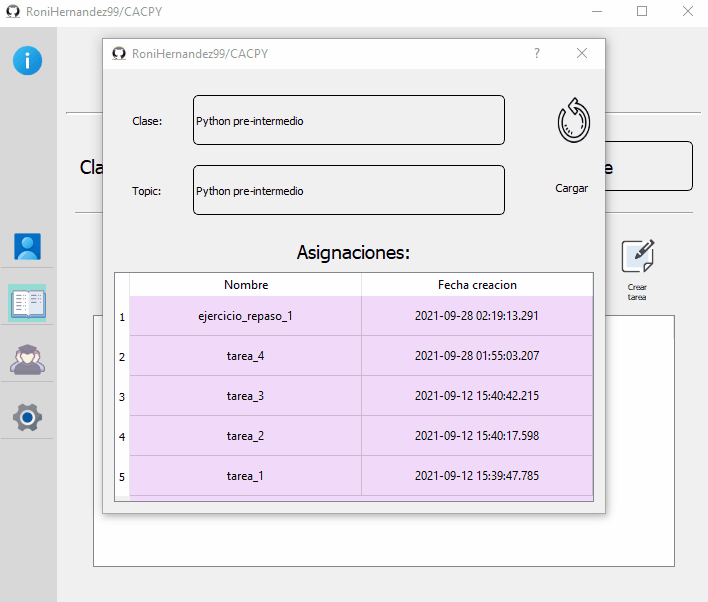 RoniHernandez99/CACPY
RoniHernandez99/CACPY
?
Clase:
Python pre-intermedio
Topic:
Python pre-intermedio
Cargar
Cla
e
Crear
tarea
Asignaciones:
Nombre Fecha creacion
1 ejercicio_repaso_1 2021-09-28 02:19:13.291
2 tarea_4 2021-09-28 01:55:03.207
3 tarea_3 2021-09-12 15:40:42.215
4 tarea_2 2021-09-12 15:40:17.598
5 tarea_1 2021-09-12 15:39:47.785